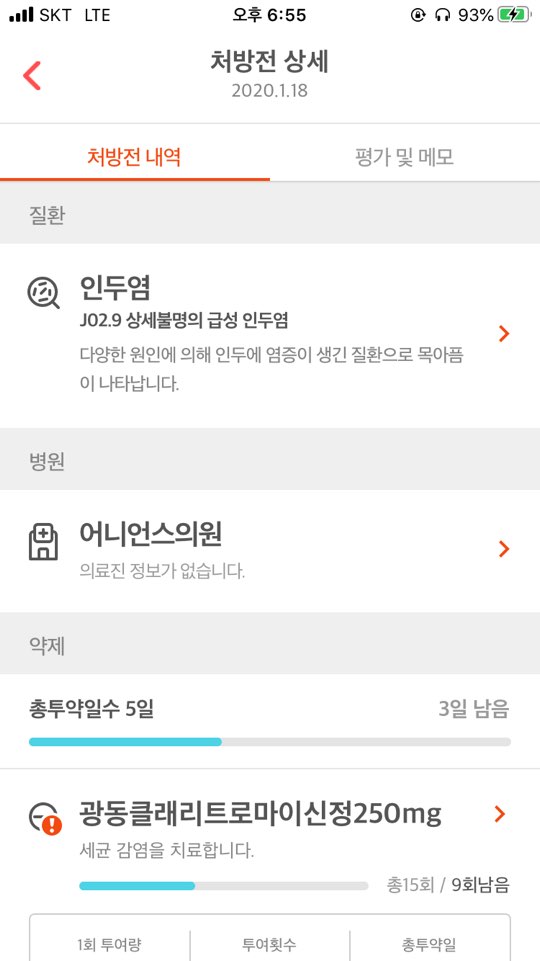 SKT LTE 오후 6:55 93%
처방전 상세
2020.1.18
처방전 내역 평가 및 메모
질환
인두염
J02.9 상세불명의 급성 인두염
다양한 원인에 의해 인두에 염증이 생긴 질환으로 목아픔
이 나타납니다.
병원
어니언스의원
의료진 정보가 없습니다.
약제
총투약일수 5일 3일 남음
광동클래리트로마이신정250mg
세균 감염을 치료합니다.
총15회 / 9회남음
1회 투여량 투여횟수 총투약일